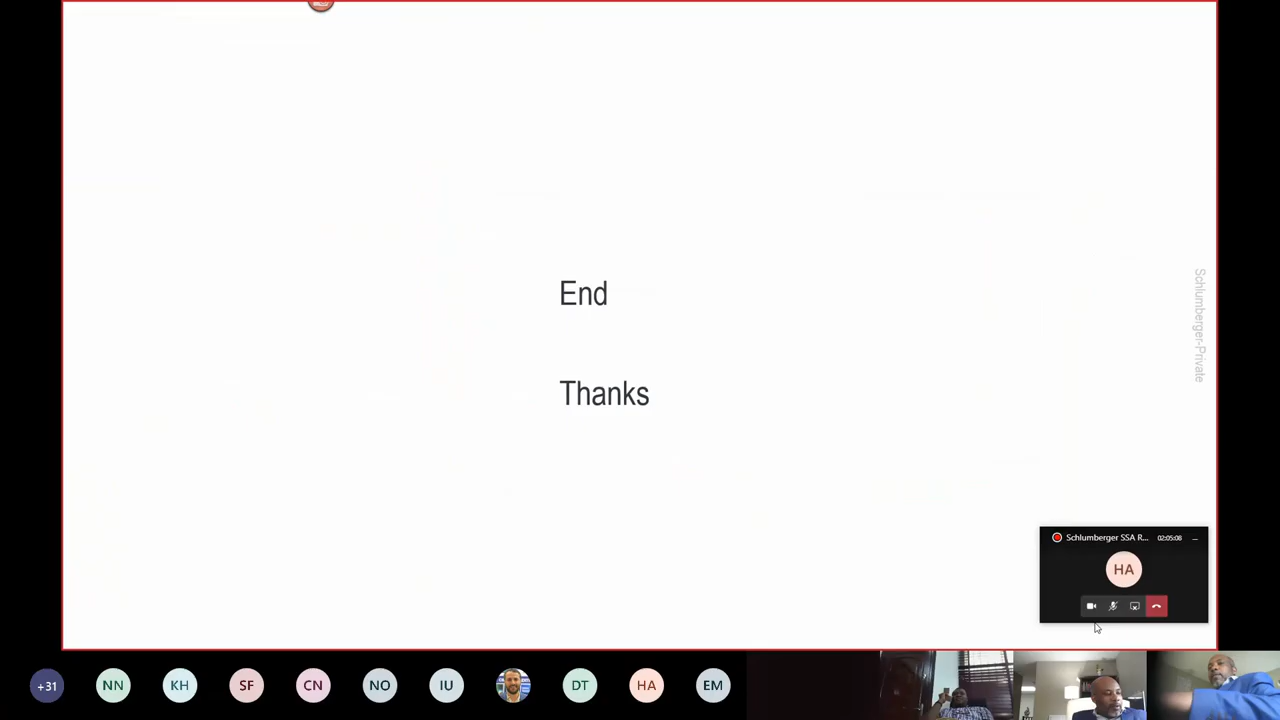 End
Thanks
Schlumberger-Private
Schlumberger SSA R... 02:05:08
HA
+31 NN KH SF CN NO IU DT HA EM